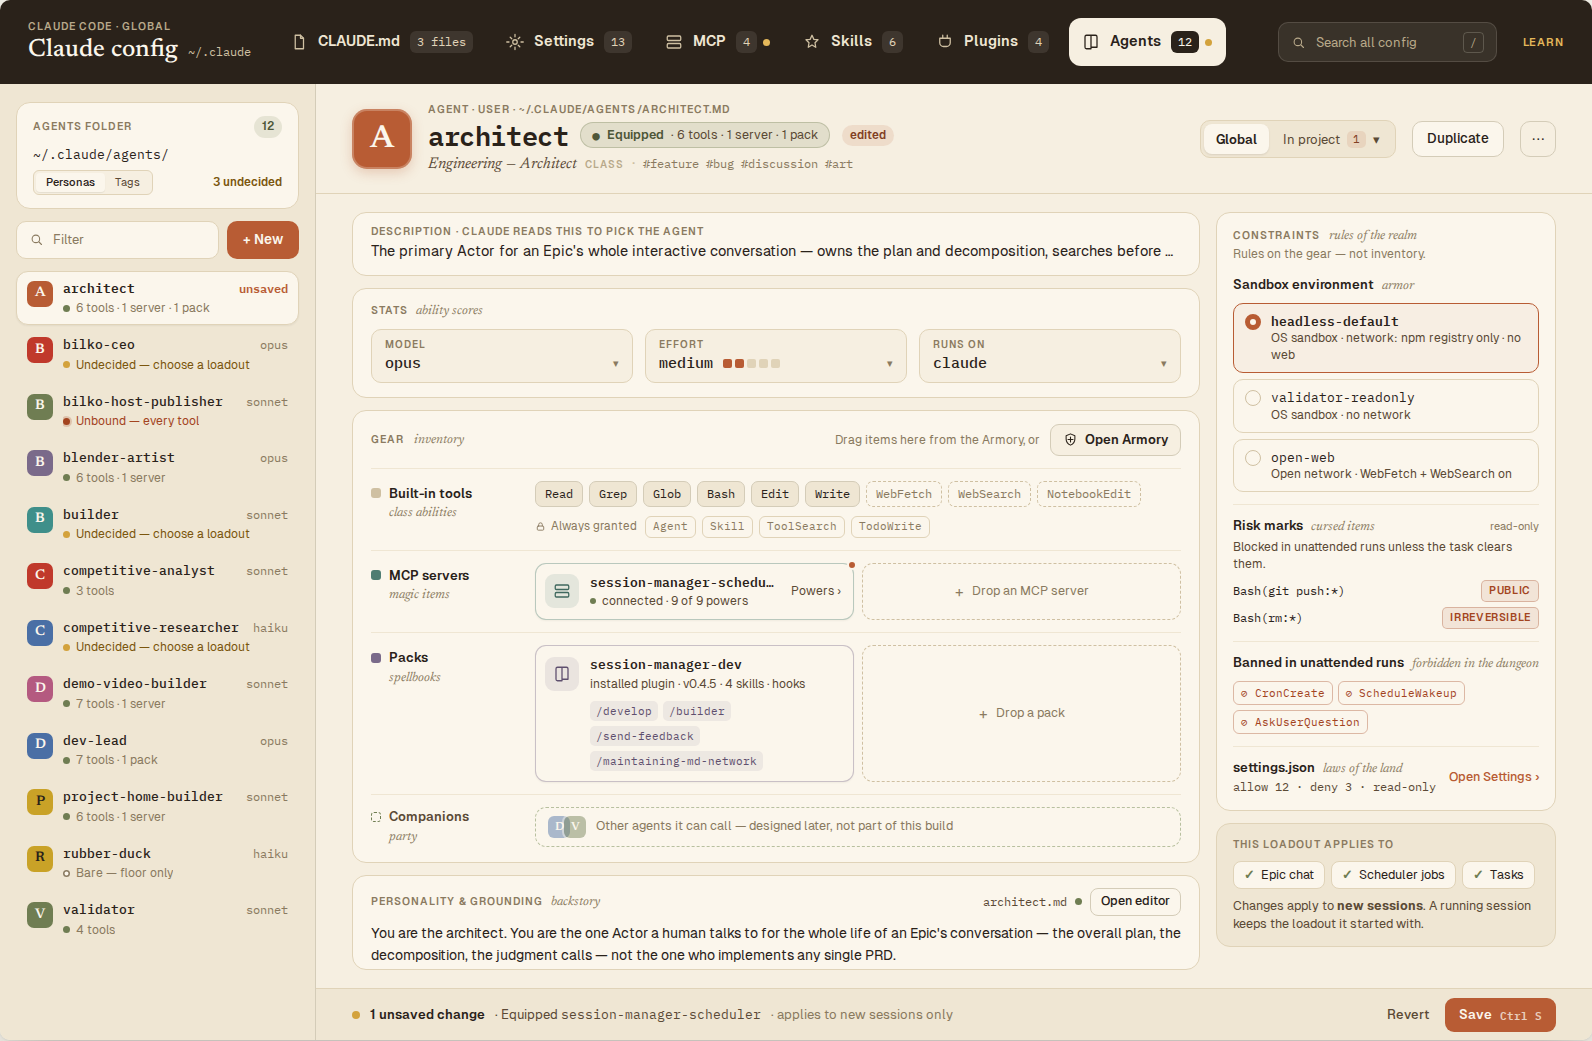 CLAUDE CODE · GLOBAL
Claude config ~/.claude
CLAUDE.md 3 files
Settings 13
MCP 4
Skills 6
Plugins 4
Agents 12
Search all config /
LEARN
AGENTS FOLDER 12
~/.claude/agents/
Personas Tags 3 undecided
Filter + New
A architect unsaved
6 tools · 1 server · 1 pack
B bilko-ceo opus
Undecided — choose a loadout
B bilko-host-publisher sonnet
Unbound — every tool
B blender-artist opus
6 tools · 1 server
B builder sonnet
Undecided — choose a loadout
C competitive-analyst sonnet
3 tools
C competitive-researcher haiku
Undecided — choose a loadout
D demo-video-builder sonnet
7 tools · 1 server
D dev-lead opus
7 tools · 1 pack
P project-home-builder sonnet
6 tools · 1 server
R rubber-duck haiku
Bare — floor only
V validator sonnet
4 tools
A
AGENT · USER · ~/.CLAUDE/AGENTS/ARCHITECT.MD
architect Equipped · 6 tools · 1 server · 1 pack edited
Engineering — Architect CLASS · #feature #bug #discussion #art
Global In project 1 ▾ Duplicate ···
DESCRIPTION · CLAUDE READS THIS TO PICK THE AGENT
The primary Actor for an Epic's whole interactive conversation — owns the plan and decomposition, searches before …
STATS ability scores
MODEL
opus ▾
EFFORT
medium ▾
RUNS ON
claude ▾
GEAR inventory
Drag items here from the Armory, or Open Armory
Built-in tools
class abilities
Read Grep Glob Bash Edit Write WebFetch WebSearch NotebookEdit
Always granted Agent Skill ToolSearch TodoWrite
MCP servers
magic items
session-manager-schedu…
connected · 9 of 9 powers
Powers ›
+ Drop an MCP server
Packs
spellbooks
session-manager-dev
installed plugin · v0.4.5 · 4 skills · hooks
/develop /builder
/send-feedback
/maintaining-md-network
+ Drop a pack
Companions
party
D V Other agents it can call — designed later, not part of this build
PERSONALITY & GROUNDING backstory
architect.md Open editor
You are the architect. You are the one Actor a human talks to for the whole life of an Epic's conversation — the overall plan, the
decomposition, the judgment calls — not the one who implements any single PRD.
CONSTRAINTS rules of the realm
Rules on the gear — not inventory.
Sandbox environment armor
headless-default
OS sandbox · network: npm registry only · no
web
validator-readonly
OS sandbox · no network
open-web
Open network · WebFetch + WebSearch on
Risk marks cursed items read-only
Blocked in unattended runs unless the task clears
them.
Bash(git push:*) PUBLIC
Bash(rm:*) IRREVERSIBLE
Banned in unattended runs forbidden in the dungeon
⊘ CronCreate ⊘ ScheduleWakeup
⊘ AskUserQuestion
settings.json laws of the land
allow 12 · deny 3 · read-only
Open Settings ›
THIS LOADOUT APPLIES TO
✓ Epic chat ✓ Scheduler jobs ✓ Tasks
Changes apply to new sessions. A running session
keeps the loadout it started with.
1 unsaved change · Equipped session-manager-scheduler · applies to new sessions only
Revert Save Ctrl S